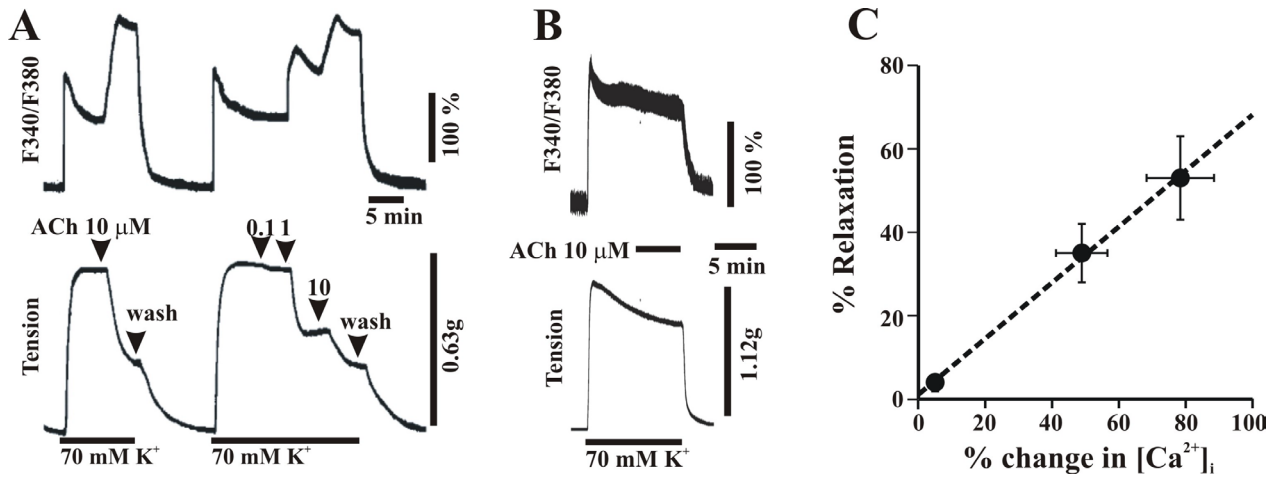 A
F340/F380
100 %
5 min
ACh 10 μM
0.1 1
10
wash
wash
Tension
0.63g
70 mM K⁺
70 mM K⁺
B
F340/F380
100 %
ACh 10 μM
5 min
Tension
1.12g
70 mM K⁺
C
% Relaxation
80
60
40
20
0
0 20 40 60 80 100
% change in [Ca²⁺]ᵢ